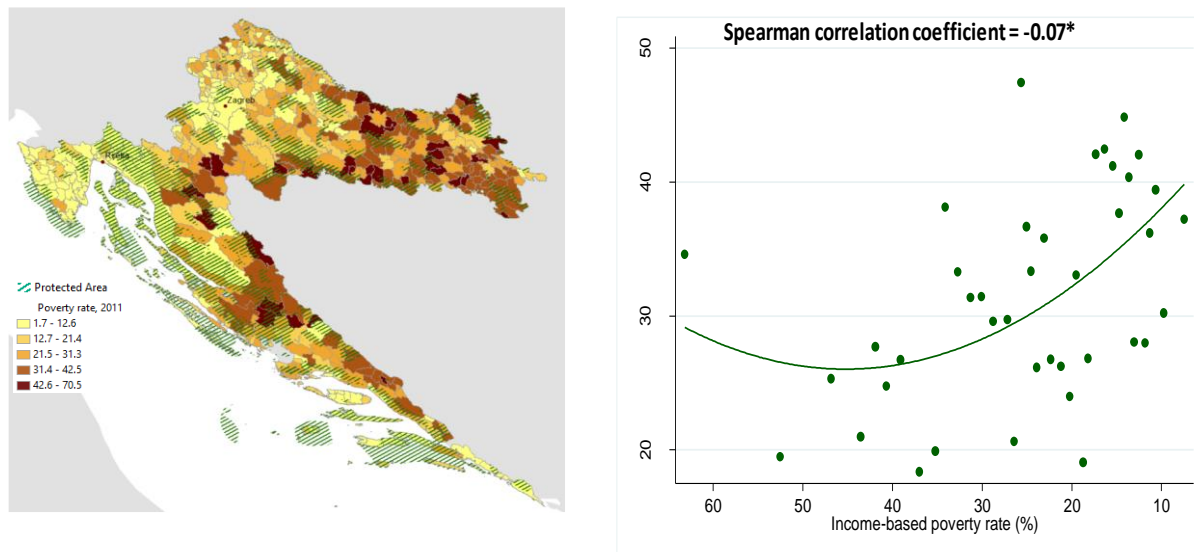 Zagreb
Rijeka
Protected Area
Poverty rate, 2011
1.7 - 12.6
12.7 - 21.4
21.5 - 31.3
31.4 - 42.5
42.6 - 70.5
Spearman correlation coefficient = -0.07*
50
40
30
20
60 50 40 30 20 10
Income-based poverty rate (%)